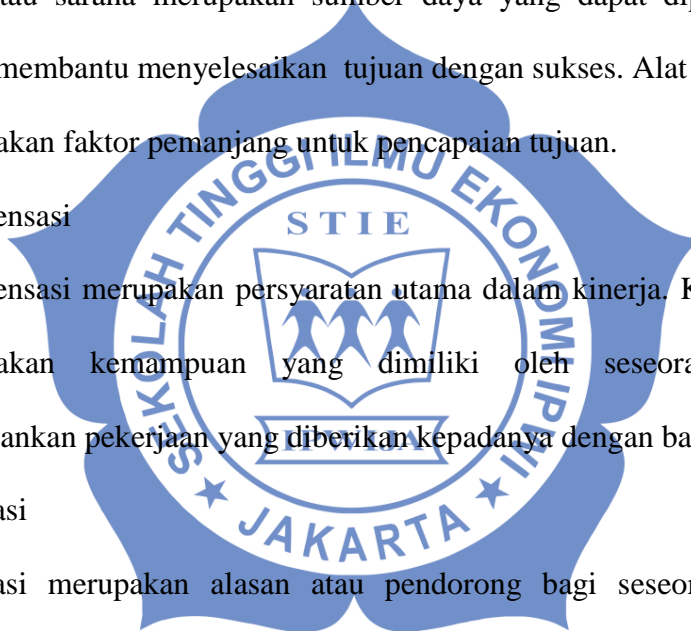 tau sarana merupakan sumber daya yang dapat
membantu menyelesaikan tujuan dengan sukses. Alat
akan faktor pemanjang untuk pencapaian tujuan.
ensasi
ensasi merupakan persyaratan utama dalam kinerja. K
akan kemampuan yang dimiliki oleh seseora
ankan pekerjaan yang diberikan kepadanya dengan ba
asi
asi merupakan alasan atau pendorong bagi seseor
SEKOLAH TINGGI ILMU EKONOMI IPWI
STIE
IPWIJA
JAKARTA